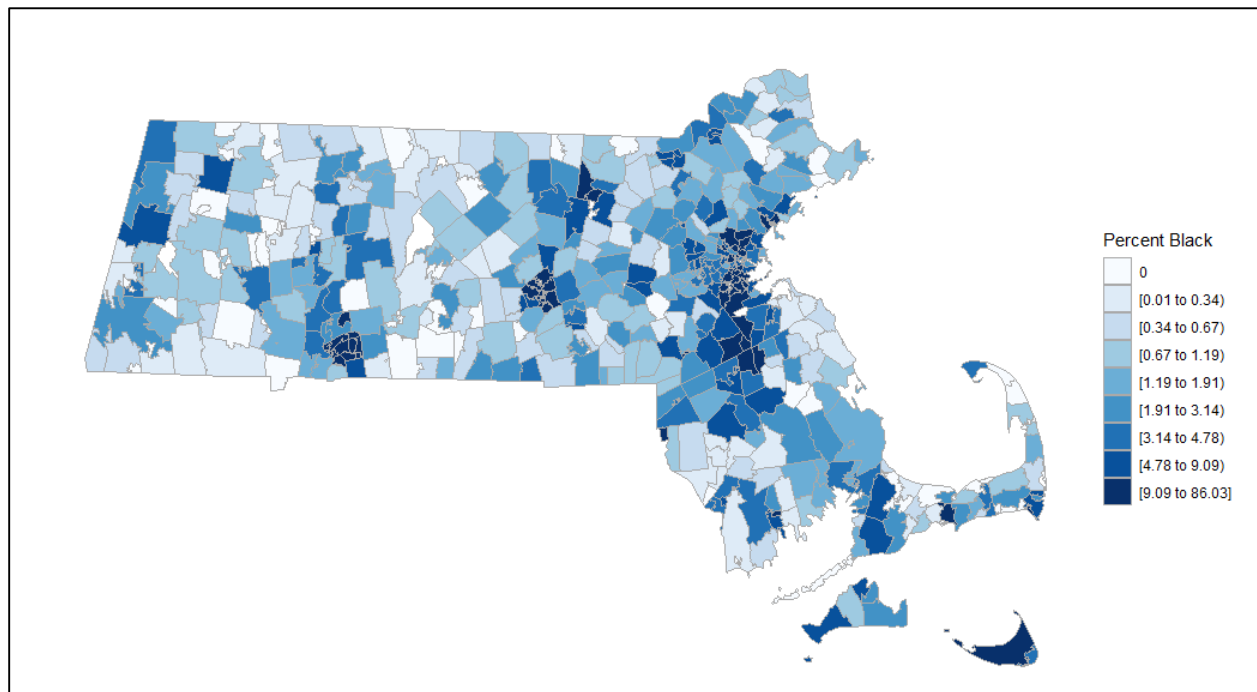 Percent Black
0
[0.01 to 0.34)
[0.34 to 0.67)
[0.67 to 1.19)
[1.19 to 1.91)
[1.91 to 3.14)
[3.14 to 4.78)
[4.78 to 9.09)
[9.09 to 86.03]